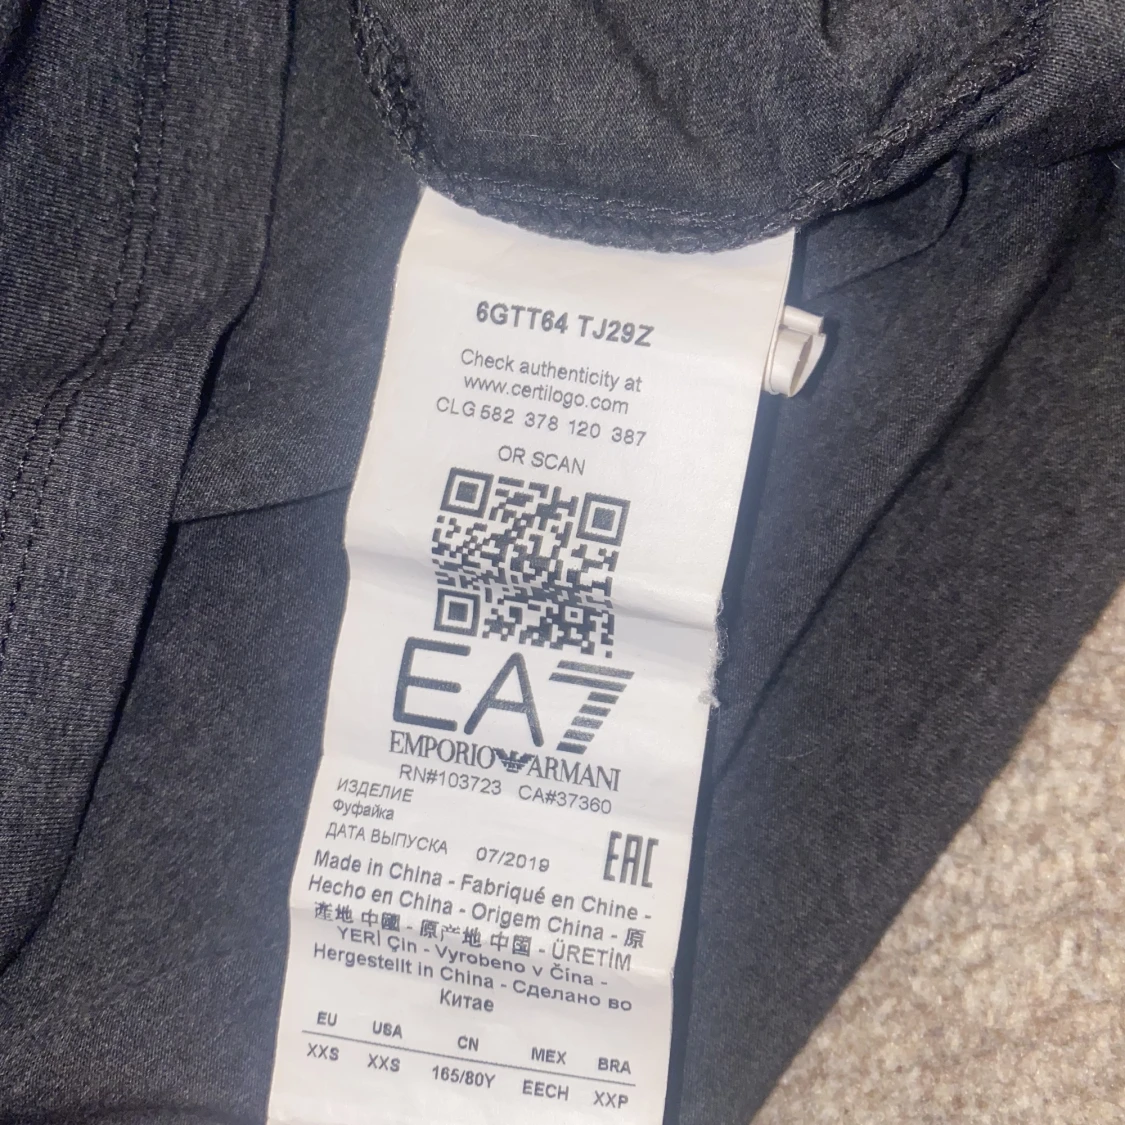 6GTT64 TJ29Z
Check authenticity at
www.certilogo.com
CLG 582 378 120 387
OR SCAN
EA7
EMPORIO ARMANI
RN#103723 CA#37360
ИЗДЕЛИЕ
Фуфайка
ДАТА ВЫПУСКА 07/2019
EAC
Made in China - Fabriqué en Chine -
Hecho en China - Origem China - 原
產地 中國 - 原产地 中国 - ÜRETİM
YERİ Çin - Vyrobeno v Čína -
Hergestellt in China - Сделано во
Китае
EU USA CN MEX BRA
XXS XXS 165/80Y EECH XXP